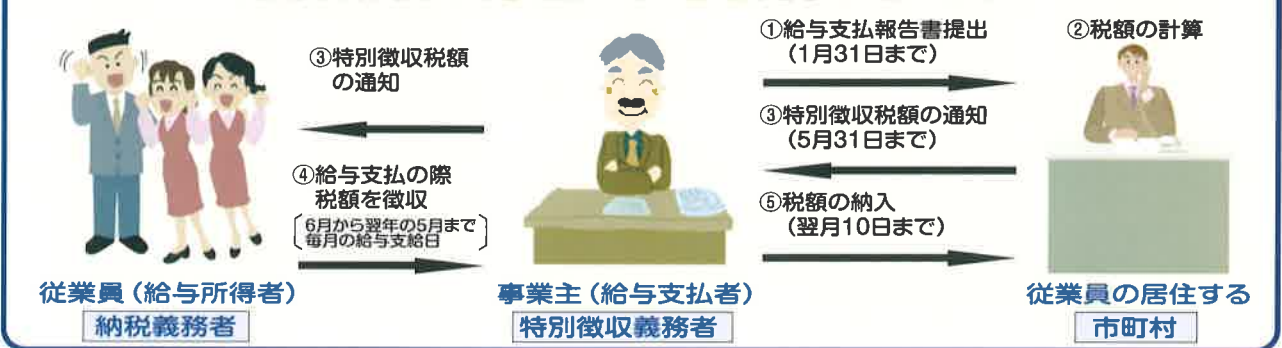 ③特別徴収税額
の通知
④給与支払の際
税額を徴収
6月から翌年の5月まで
毎月の給与支給日
①給与支払報告書提出
(1月31日まで)
③特別徴収税額の通知
(5月31日まで)
⑤税額の納入
(翌月10日まで)
②税額の計算
従業員(給与所得者)
納税義務者
事業主(給与支払者)
特別徴収義務者
従業員の居住する
市町村